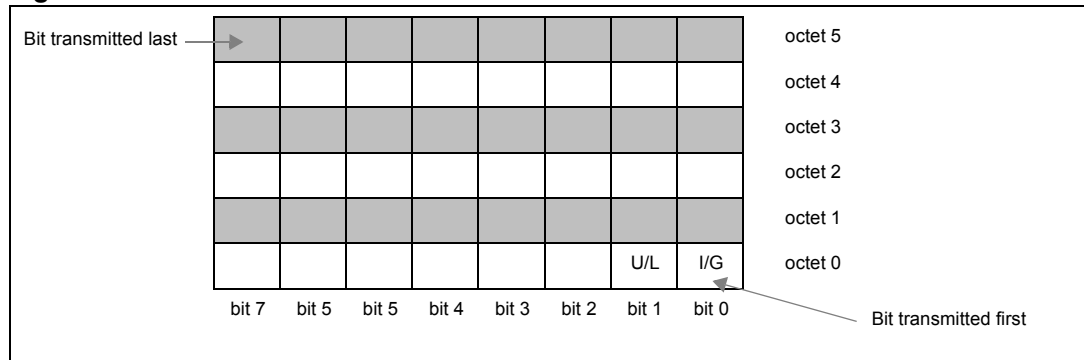 Bit transmitted last
octet 5
octet 4
octet 3
octet 2
octet 1
U/L I/G octet 0
bit 7 bit 5 bit 5 bit 4 bit 3 bit 2 bit 1 bit 0
Bit transmitted first